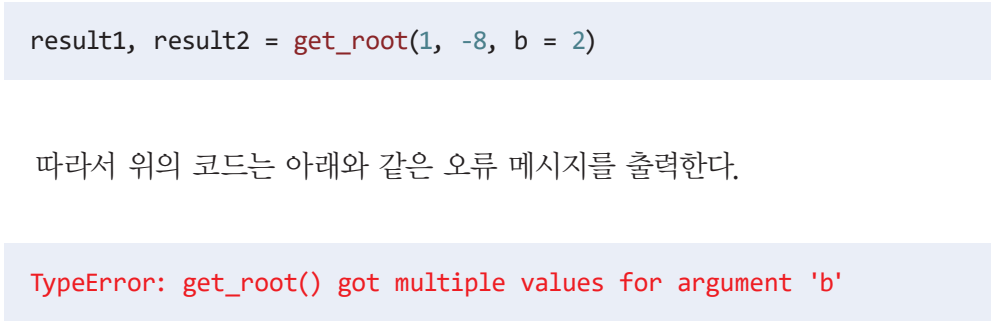 result1, result2 = get_root(1, -8, b = 2)
따라서 위의 코드는 아래와 같은 오류 메시지를 출력한다.
TypeError: get_root() got multiple values for argument 'b'